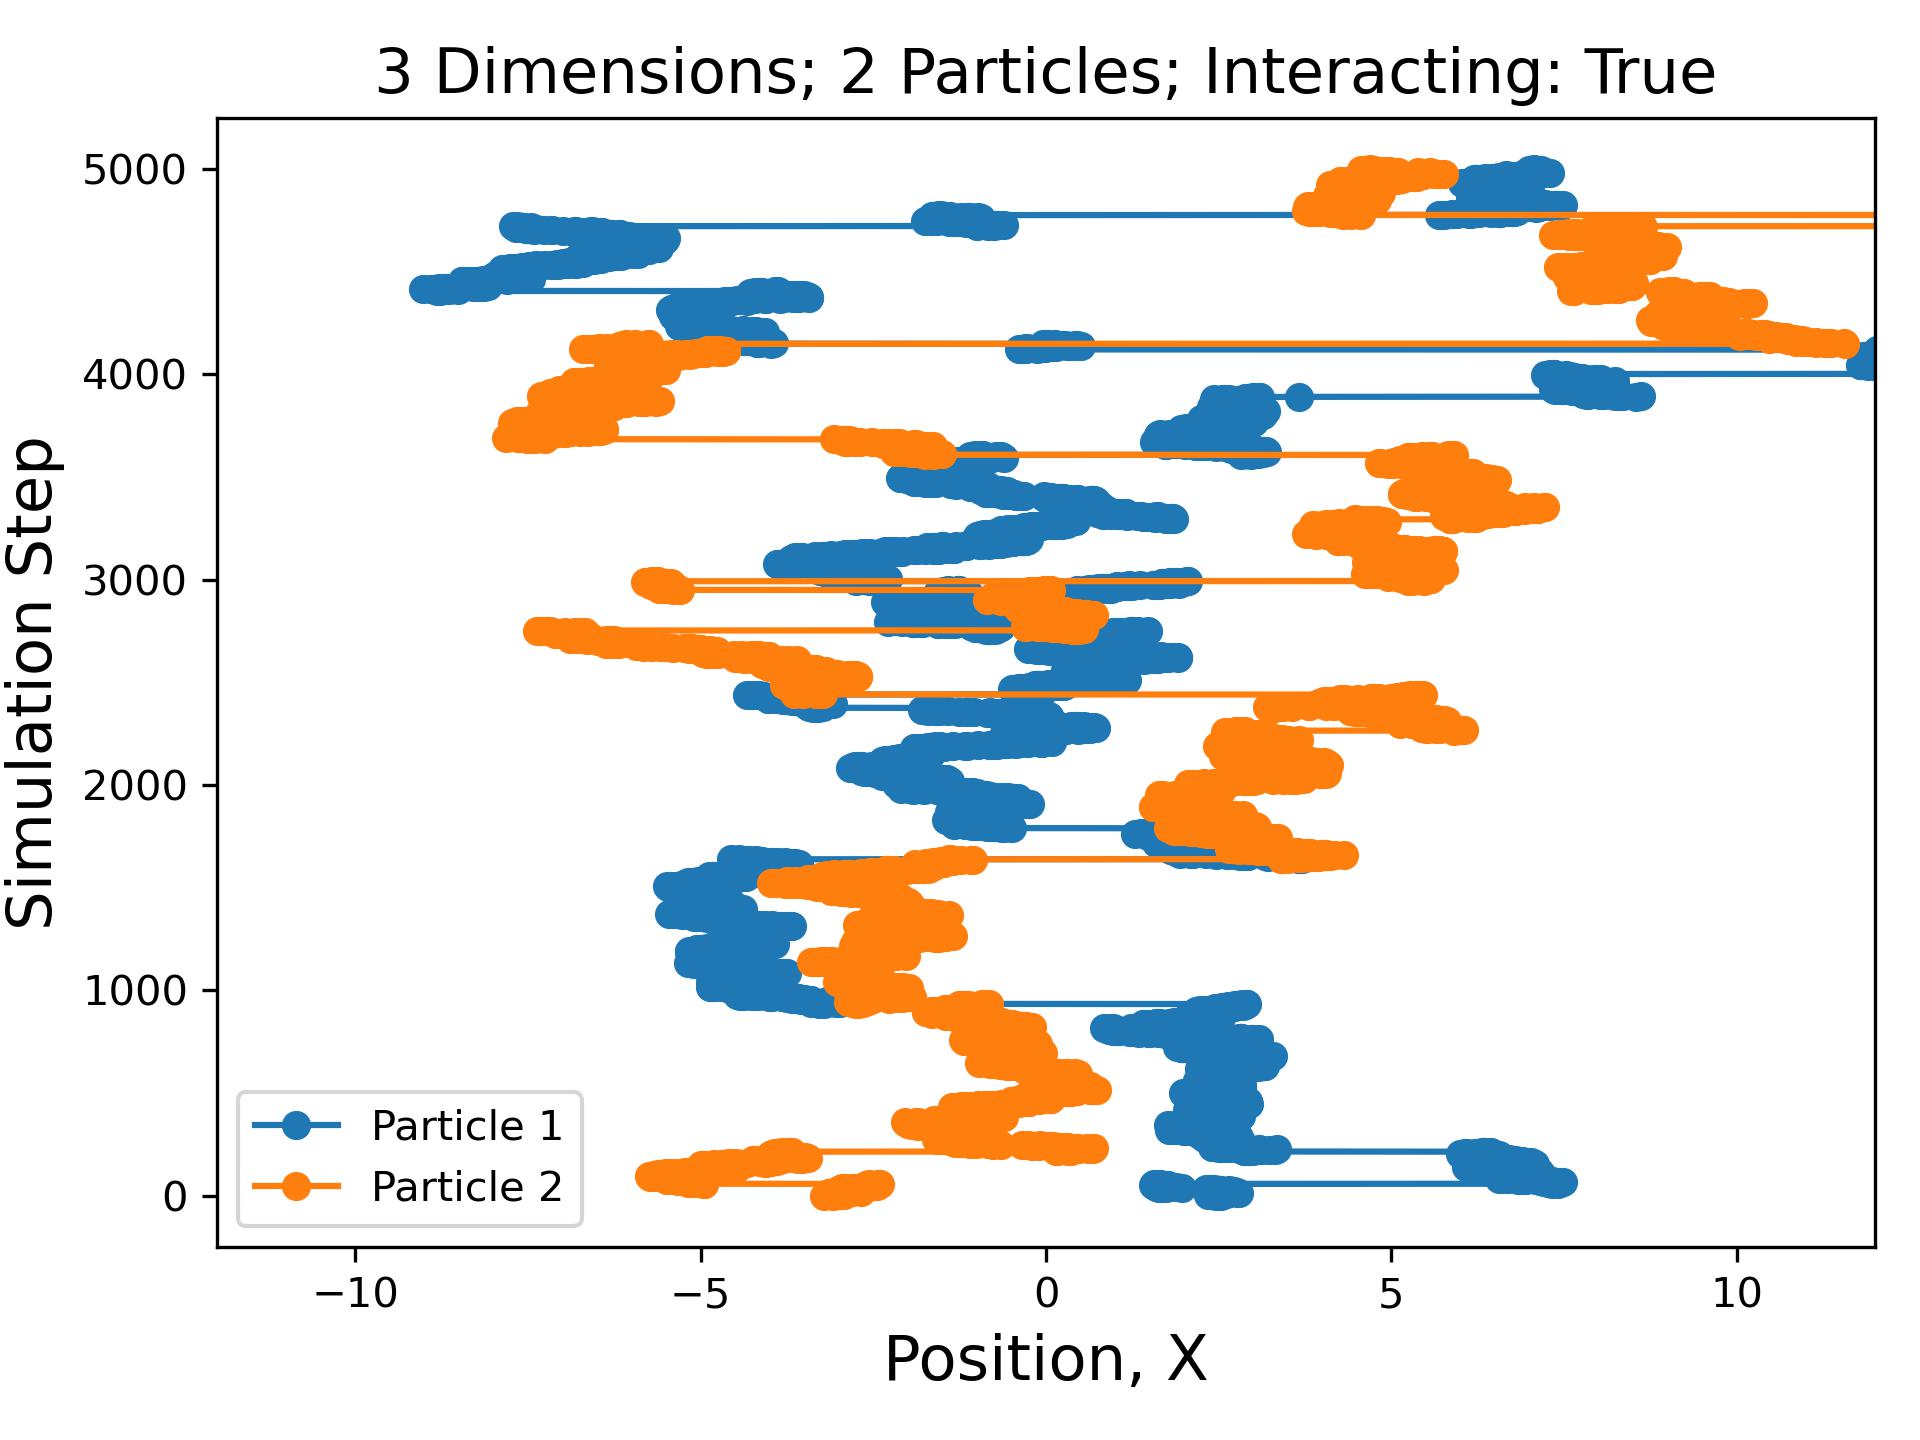 3 Dimensions; 2 Particles; Interacting: True
Simulation Step
5000
4000
3000
2000
1000
0
Particle 1
Particle 2
−10
−5
0
5
10
Position, X